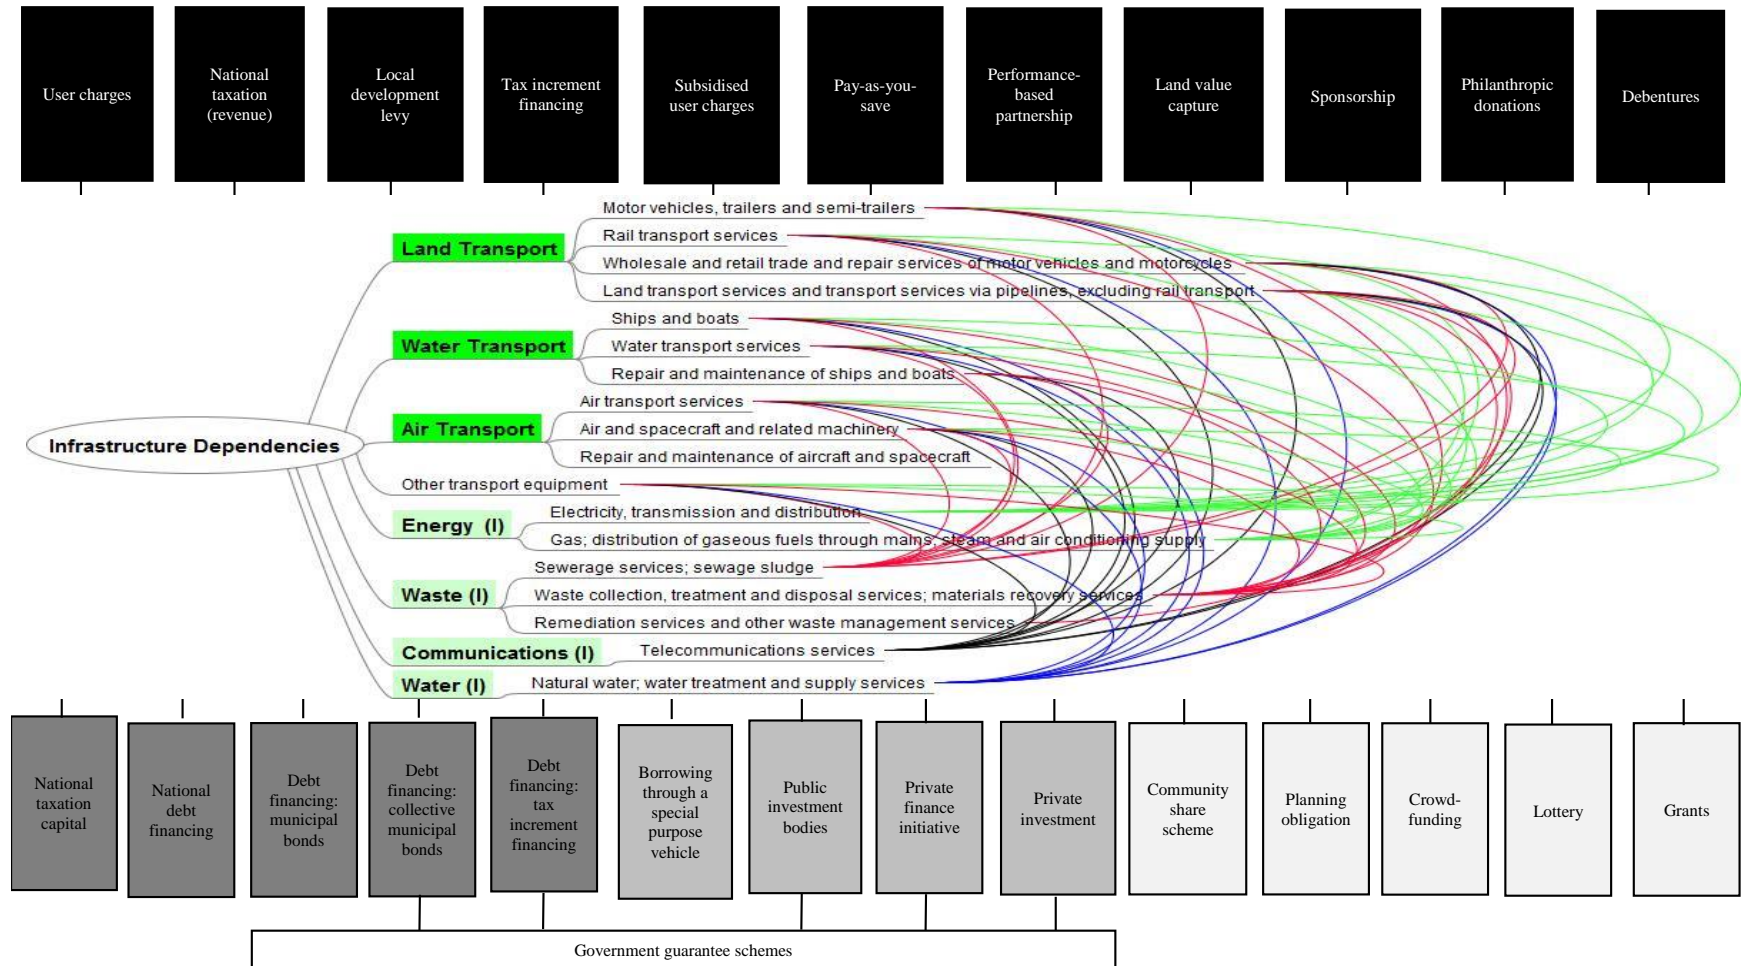 User charges
National
taxation
(revenue)
Local
development
levy
Tax increment
financing
Subsidised
user charges
Pay-as-you-
save
Performance-
based
partnership
Land value
capture
Sponsorship
Philanthropic
donations
Debentures
Infrastructure Dependencies
Land Transport
Motor vehicles, trailers and semi-trailers
Rail transport services
Wholesale and retail trade and repair services of motor vehicles and motorcycles
Land transport services and transport services via pipelines, excluding rail transport
Water Transport
Ships and boats
Water transport services
Repair and maintenance of ships and boats
Air Transport
Air transport services
Air and spacecraft and related machinery
Repair and maintenance of aircraft and spacecraft
Other transport equipment
Energy (I)
Electricity, transmission and distribution
Gas; distribution of gaseous fuels through mains; steam and air conditioning supply
Waste (I)
Sewerage services; sewage sludge
Waste collection, treatment and disposal services; materials recovery services
Remediation services and other waste management services
Communications (I)
Telecommunications services
Water (I)
Natural water; water treatment and supply services
National
taxation
capital
National
debt
financing
Debt
financing:
municipal
bonds
Debt
financing:
collective
municipal
bonds
Debt
financing:
tax
increment
financing
Borrowing
through a
special
purpose
vehicle
Public
investment
bodies
Private
finance
initiative
Private
investment
Community
share
scheme
Planning
obligation
Crowd-
funding
Lottery
Grants
Government guarantee schemes